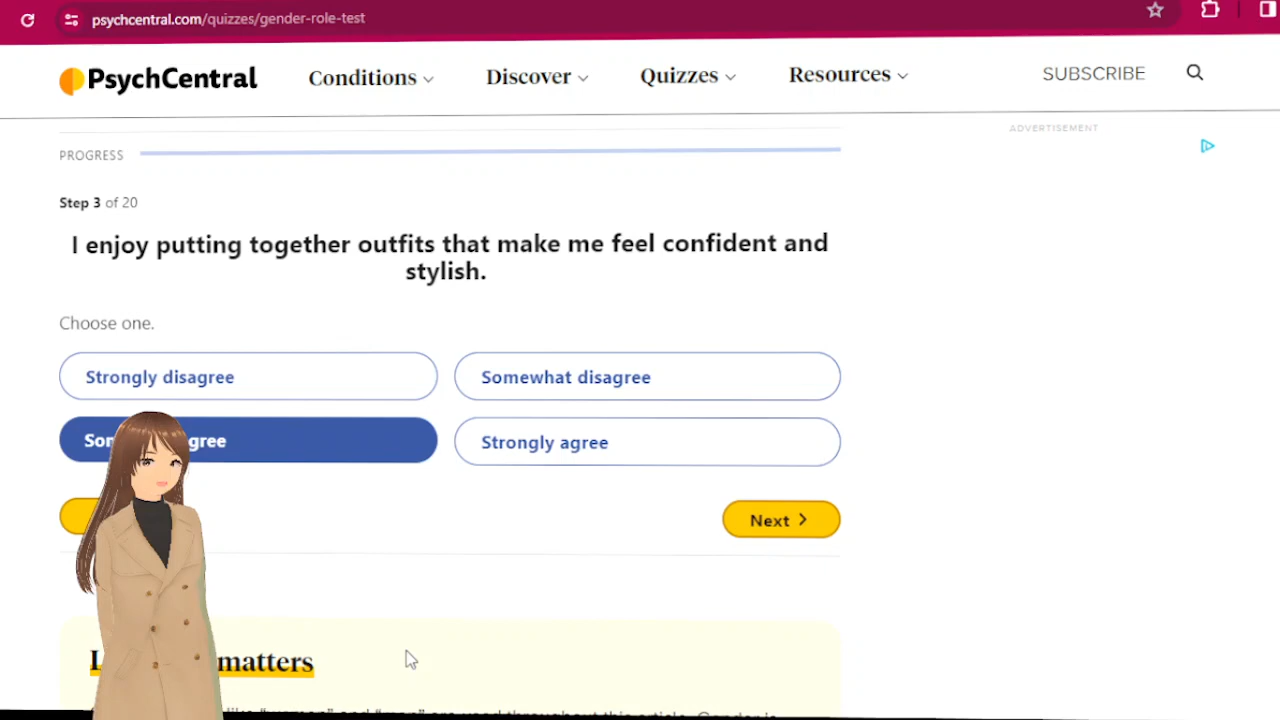 psychcentral.com/quizzes/gender-role-test
PsychCentral
Conditions
Discover
Quizzes
Resources
SUBSCRIBE
ADVERTISEMENT
PROGRESS
Step 3 of 20
I enjoy putting together outfits that make me feel confident and
stylish.
Choose one.
Strongly disagree
Somewhat disagree
Strongly agree
Next
matters